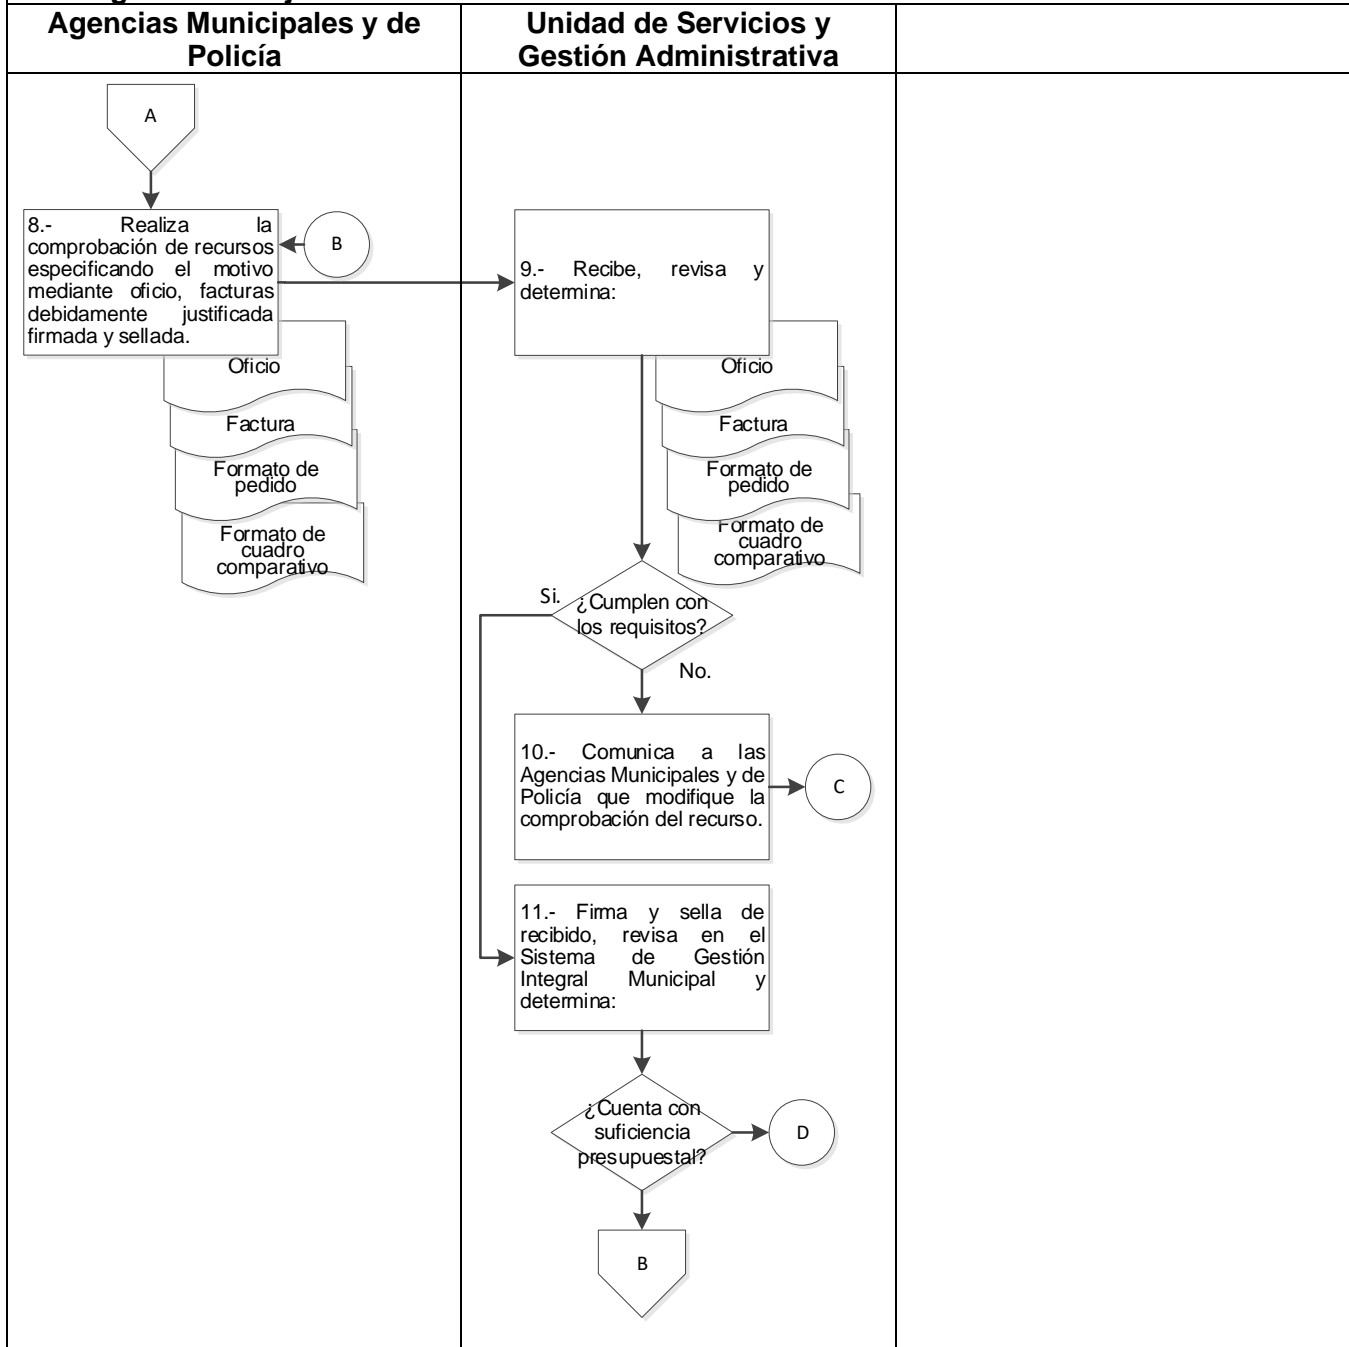 Agencias Municipales y de
Policía
Unidad de Servicios y
Gestión Administrativa
A
8.- Realiza la
comprobación de recursos
especificando el motivo
mediante oficio, facturas
debidamente justificada
firmada y sellada.
B
Oficio
Factura
Formato de
pedido
Formato de
cuadro
comparativo
9.- Recibe, revisa y
determina:
Oficio
Factura
Formato de
pedido
Formato de
cuadro
comparativo
Si.
¿Cumplen con
los requisitos?
No.
10.- Comunica a las
Agencias Municipales y de
Policía que modifique la
comprobación del recurso.
C
11.- Firma y sella de
recibido, revisa en el
Sistema de Gestión
Integral Municipal y
determina:
¿Cuenta con
suficiencia
presupuestal?
D
B